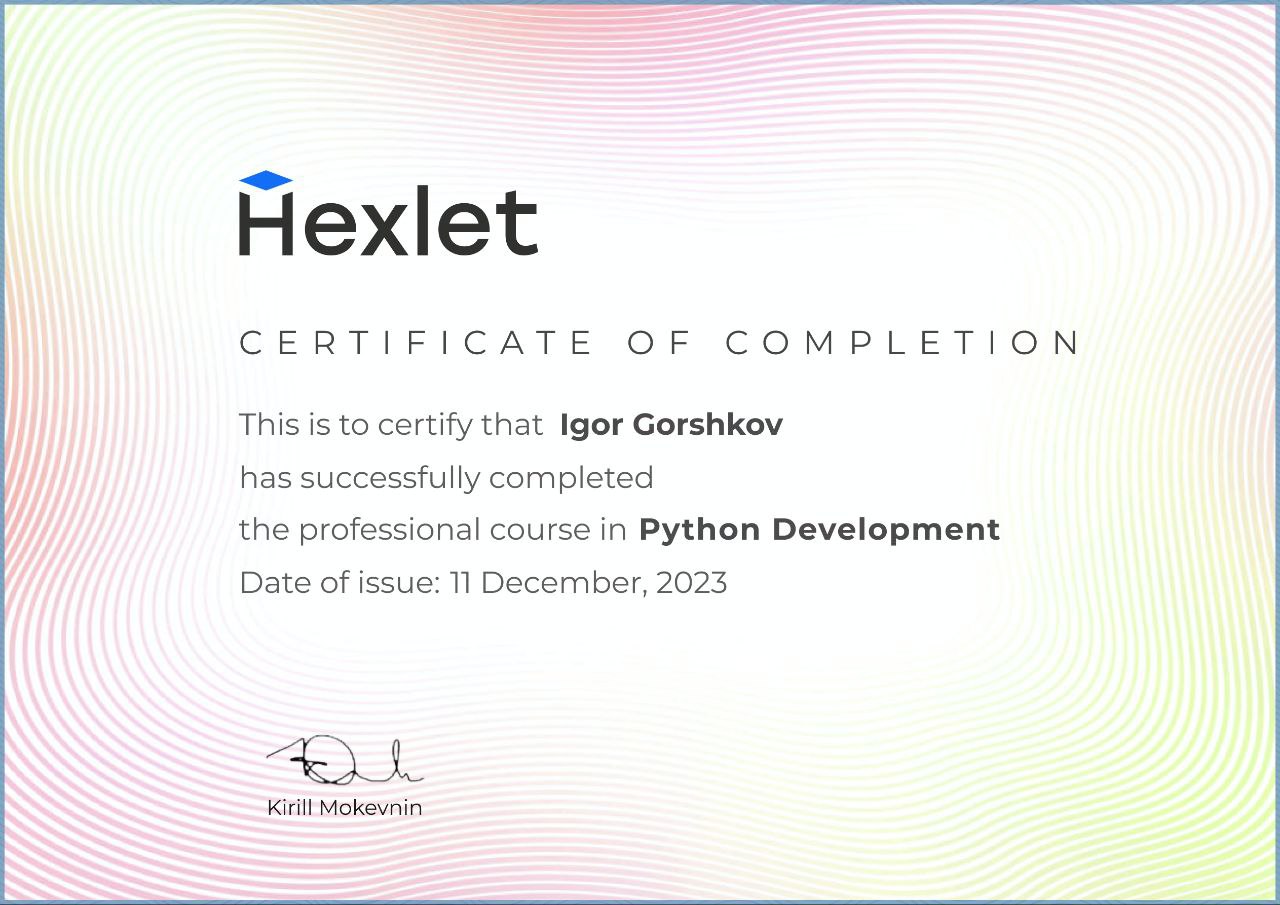 Hexlet
CERTIFICATE OF COMPLETION
This is to certify that Igor Gorshkov
has successfully completed
the professional course in Python Development
Date of issue: 11 December, 2023
Kirill Mokevnin